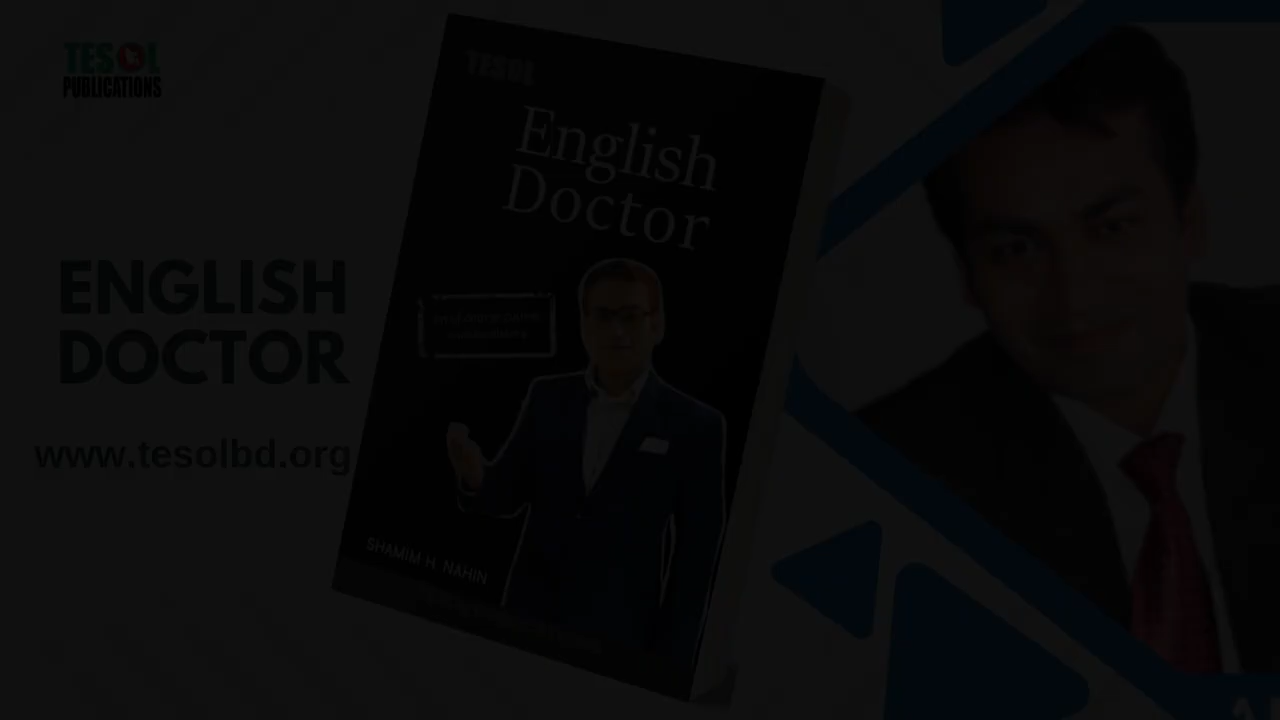 TESOL
PUBLICATIONS
ENGLISH
DOCTOR
www.tesolbd.org
TESOL
English
Doctor
SHAMIM H. NAHIN